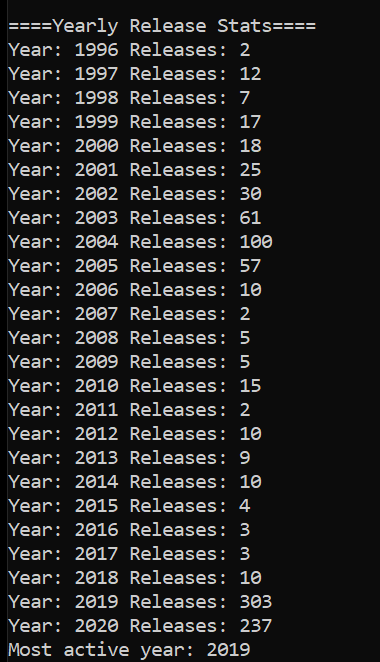 ====Yearly Release Stats====
Year: 1996 Releases: 2
Year: 1997 Releases: 12
Year: 1998 Releases: 7
Year: 1999 Releases: 17
Year: 2000 Releases: 18
Year: 2001 Releases: 25
Year: 2002 Releases: 30
Year: 2003 Releases: 61
Year: 2004 Releases: 100
Year: 2005 Releases: 57
Year: 2006 Releases: 10
Year: 2007 Releases: 2
Year: 2008 Releases: 5
Year: 2009 Releases: 5
Year: 2010 Releases: 15
Year: 2011 Releases: 2
Year: 2012 Releases: 10
Year: 2013 Releases: 9
Year: 2014 Releases: 10
Year: 2015 Releases: 4
Year: 2016 Releases: 3
Year: 2017 Releases: 3
Year: 2018 Releases: 10
Year: 2019 Releases: 303
Year: 2020 Releases: 237
Most active year: 2019